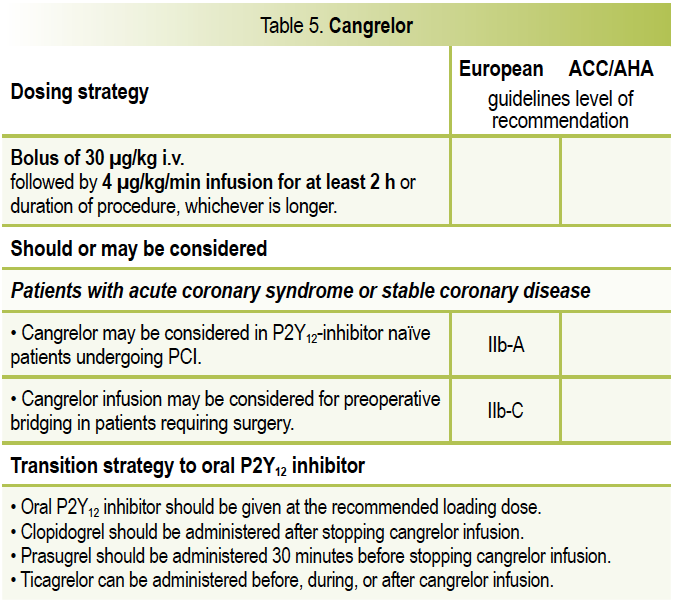 Table 5. Cangrelor
Dosing strategy
European ACC/AHA
guidelines level of
recommendation
Bolus of 30 µg/kg i.v.
followed by 4 µg/kg/min infusion for at least 2 h or
duration of procedure, whichever is longer.
Should or may be considered
Patients with acute coronary syndrome or stable coronary disease
• Cangrelor may be considered in P2Y12-inhibitor naïve
patients undergoing PCI.
IIb-A
• Cangrelor infusion may be considered for preoperative
bridging in patients requiring surgery.
IIb-C
Transition strategy to oral P2Y12 inhibitor
• Oral P2Y12 inhibitor should be given at the recommended loading dose.
• Clopidogrel should be administered after stopping cangrelor infusion.
• Prasugrel should be administered 30 minutes before stopping cangrelor infusion.
• Ticagrelor can be administered before, during, or after cangrelor infusion.